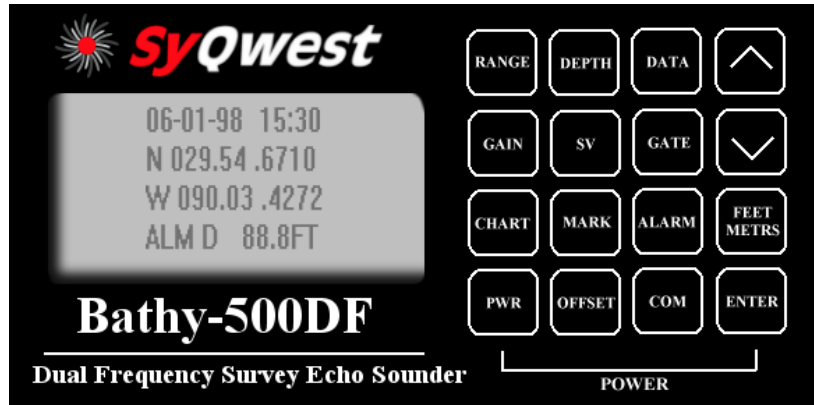 SyQwest
06-01-98 15:30
N 029.54 .6710
W 090.03 .4272
ALM D 88.8FT
Bathy-500DF
Dual Frequency Survey Echo Sounder
RANGE DEPTH DATA
GAIN SV GATE
CHART MARK ALARM FEET METRS
PWR OFFSET COM ENTER
POWER